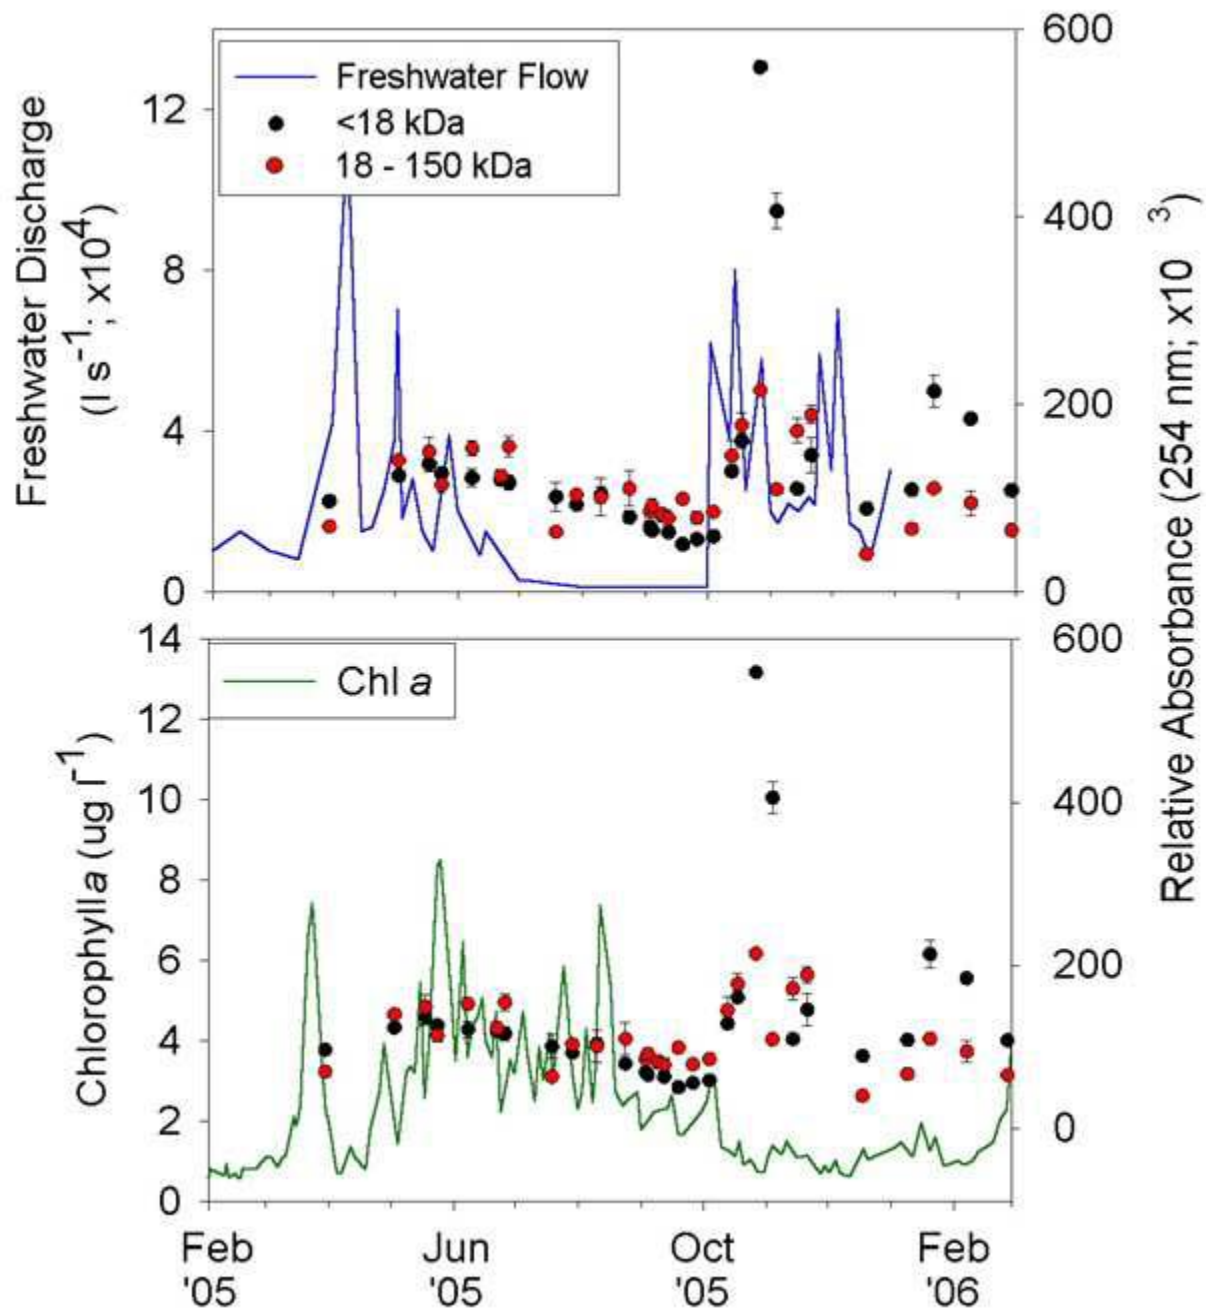 Freshwater Discharge
(l s-1; x104)
12
8
4
0
Freshwater Flow
<18 kDa
18 - 150 kDa
600
400
200
0
Relative Absorbance (254 nm; x10 3)
Chlorophyll a (ug l-1)
14
12
10
8
6
4
2
0
Chl a
600
400
200
0
Feb Jun Oct Feb
'05 '05 '05 '06